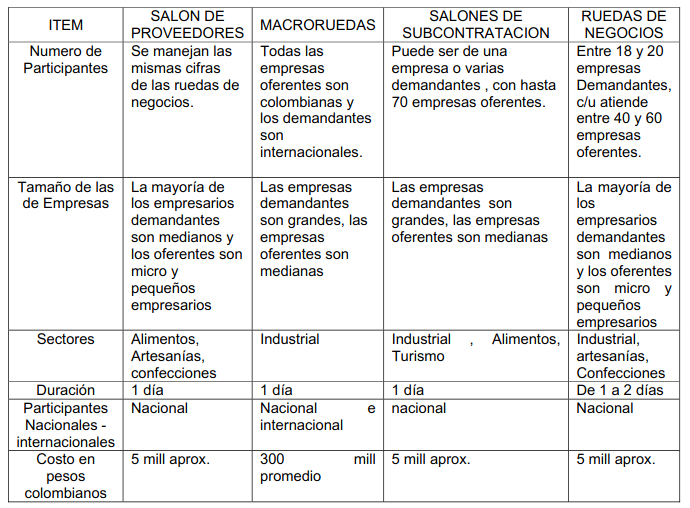 ITEM
SALON DE
PROVEEDORES
MACRORUEDAS
SALONES DE
SUBCONTRATACION
RUEDAS DE
NEGOCIOS
Numero de
Participantes
Se manejan las
mismas cifras
de las ruedas de
negocios.
Todas las
empresas
oferentes son
colombianas y
los demandantes
son
internacionales.
Puede ser de una
empresa o varias
demandantes , con hasta
70 empresas oferentes.
Entre 18 y 20
empresas
Demandantes,
c/u atiende
entre 40 y 60
empresas
oferentes.
Tamaño de las
de Empresas
La mayoría de
los empresarios
demandantes
son medianos y
los oferentes son
micro y
pequeños
empresarios
Las empresas
demandantes
son grandes, las
empresas
oferentes son
medianas
Las empresas
demandantes son
grandes, las empresas
oferentes son medianas
La mayoría de
los
empresarios
demandantes
son medianos
y los oferentes
son micro y
pequeños
empresarios
Sectores
Alimentos,
Artesanías,
confecciones
Industrial
Industrial , Alimentos,
Turismo
Industrial,
artesanías,
Confecciones
Duración
1 día
1 día
1 día
De 1 a 2 días
Participantes
Nacionales -
internacionales
Nacional
Nacional e
internacional
nacional
Nacional
Costo en
pesos
colombianos
5 mill aprox.
300 mill
promedio
5 mill aprox.
5 mill aprox.